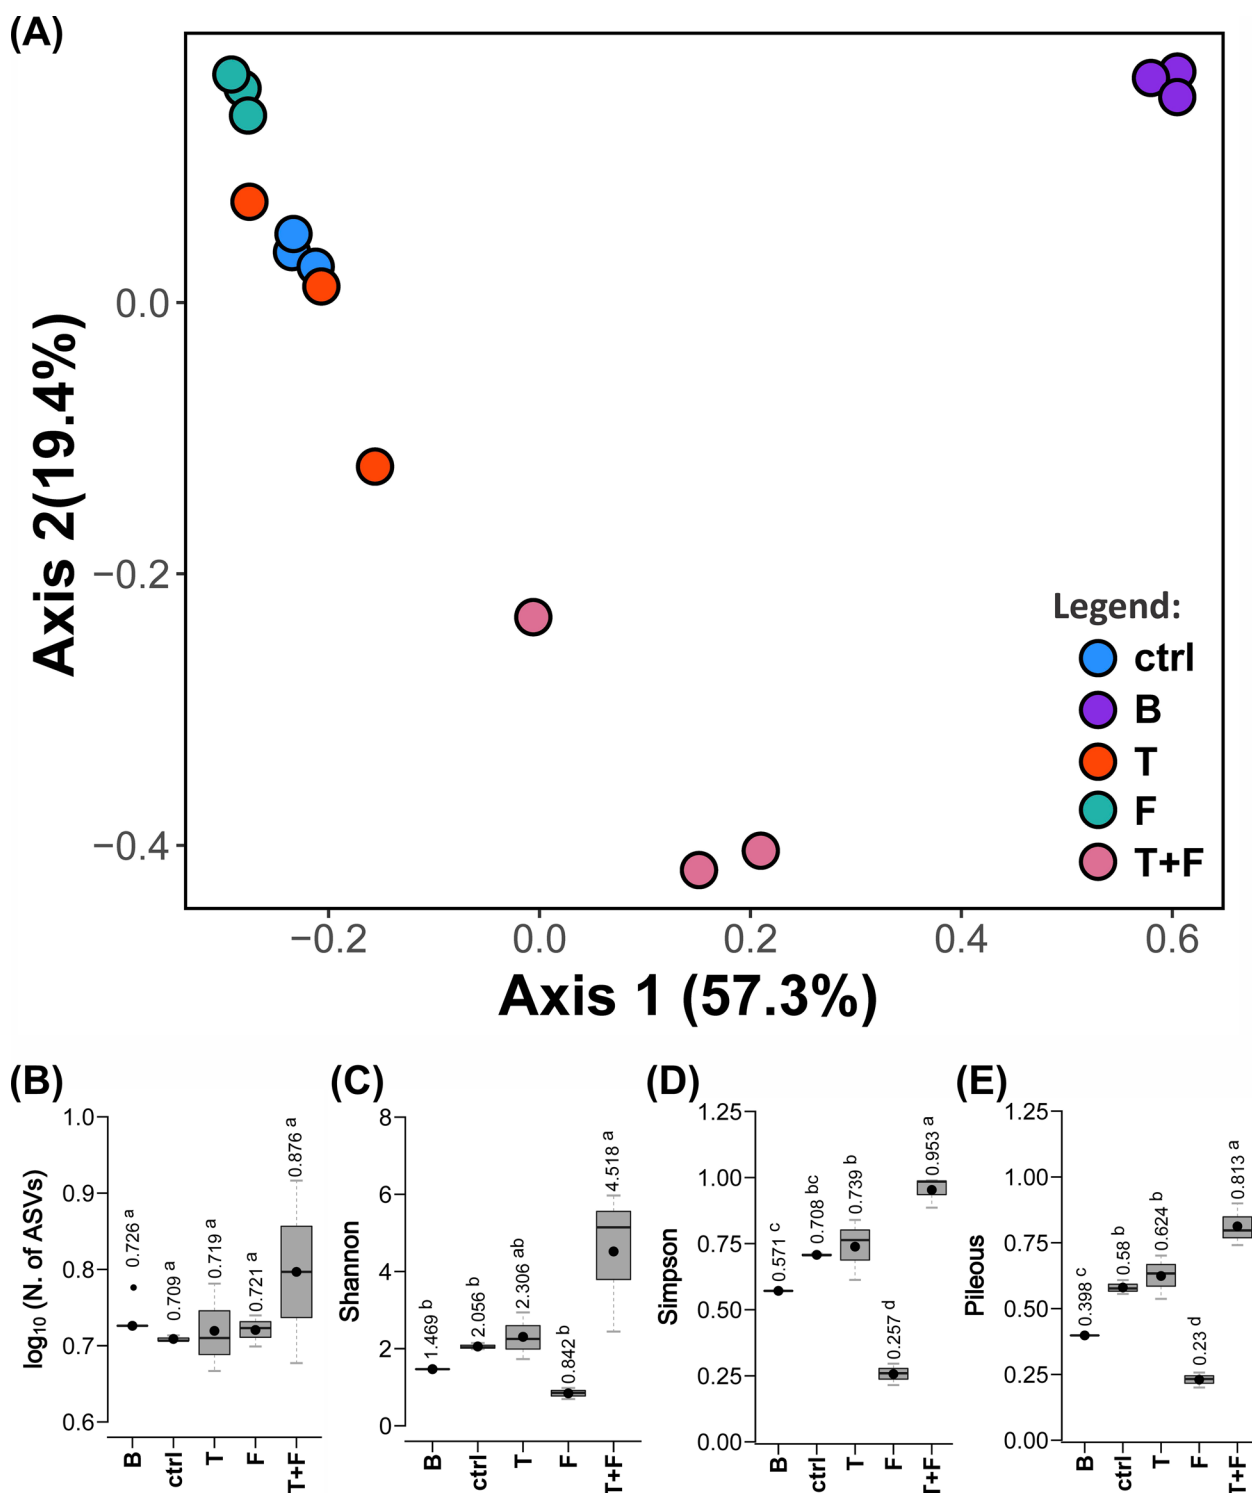 (A)
Axis 2(19.4%)
0.0
−0.2
−0.4
Legend:
ctrl
B
T
F
T+F
−0.2 0.0 0.2 0.4 0.6
Axis 1 (57.3%)
(B)
log10 (N. of ASVs)
1.0
0.9
0.8
0.7
0.6
0.726 a
0.709 a
0.719 a
0.721 a
0.876 a
B ctrl T F T+F
(C)
Shannon
8
6
4
2
0
1.469 b
2.056 b
2.306 ab
0.842 b
4.518 a
B ctrl T F T+F
(D)
Simpson
1.25
1.00
0.75
0.50
0.25
0.00
0.571 c
0.708 bc
0.739 b
0.257 d
0.953 a
B ctrl T F T+F
(E)
Pileous
1.25
1.00
0.75
0.50
0.25
0.00
0.398 c
0.58 b
0.624 b
0.23 d
0.813 a
B ctrl T F T+F